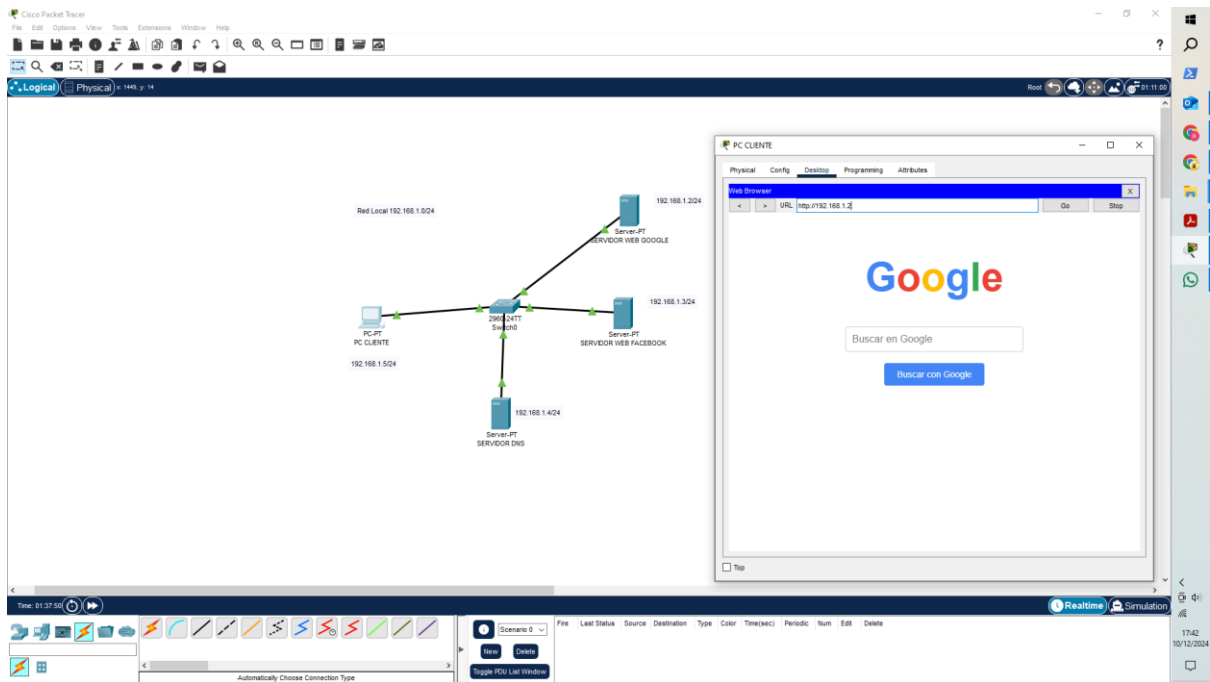 Cisco Packet Tracer
File Edit Options View Tools Extensions Window Help
?
Logical Physical x: 1449, y: 14
Root 01:11:00
PC CLIENTE
Physical Config Desktop Programming Attributes
Web Browser X
< > URL http://192.168.1.2 Go Stop
Google
Buscar en Google
Buscar con Google
Top
Red Local 192.168.1.0/24
192.168.1.2/24
Server-PT
SERVIDOR WEB GOOGLE
192.168.1.3/24
2960-24TT
Switch0
Server-PT
SERVIDOR WEB FACEBOOK
PC-PT
PC CLIENTE
192.168.1.5/24
192.168.1.4/24
Server-PT
SERVIDOR DNS
Time: 01:37:50
Realtime Simulation
Scenario 0
New Delete
Toggle PDU List Window
Fire Last Status Source Destination Type Color Time(sec) Periodic Num Edit Delete
Automatically Choose Connection Type
17:42
10/12/2024